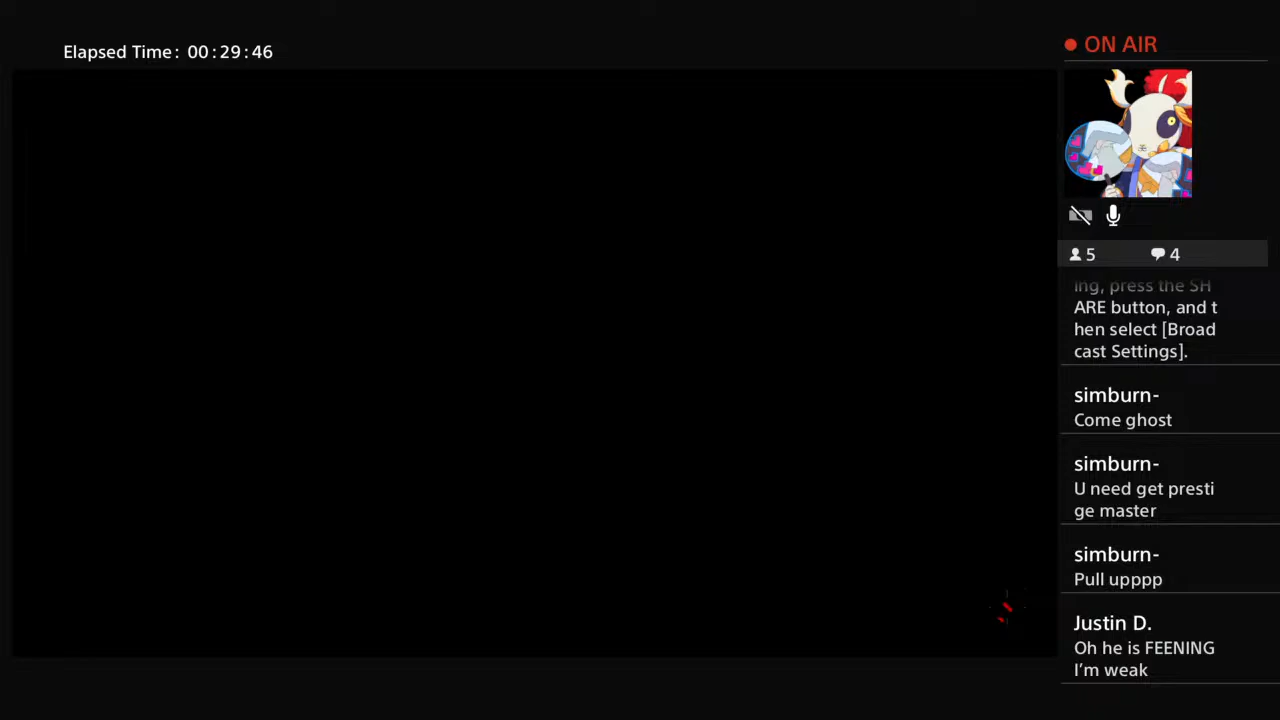 Elapsed Time: 00:29:46
ON AIR
5 4
ing, press the SH
ARE button, and t
hen select [Broad
cast Settings].
simburn-
Come ghost
simburn-
U need get presti
ge master
simburn-
Pull upppp
Justin D.
Oh he is FEENING
I'm weak